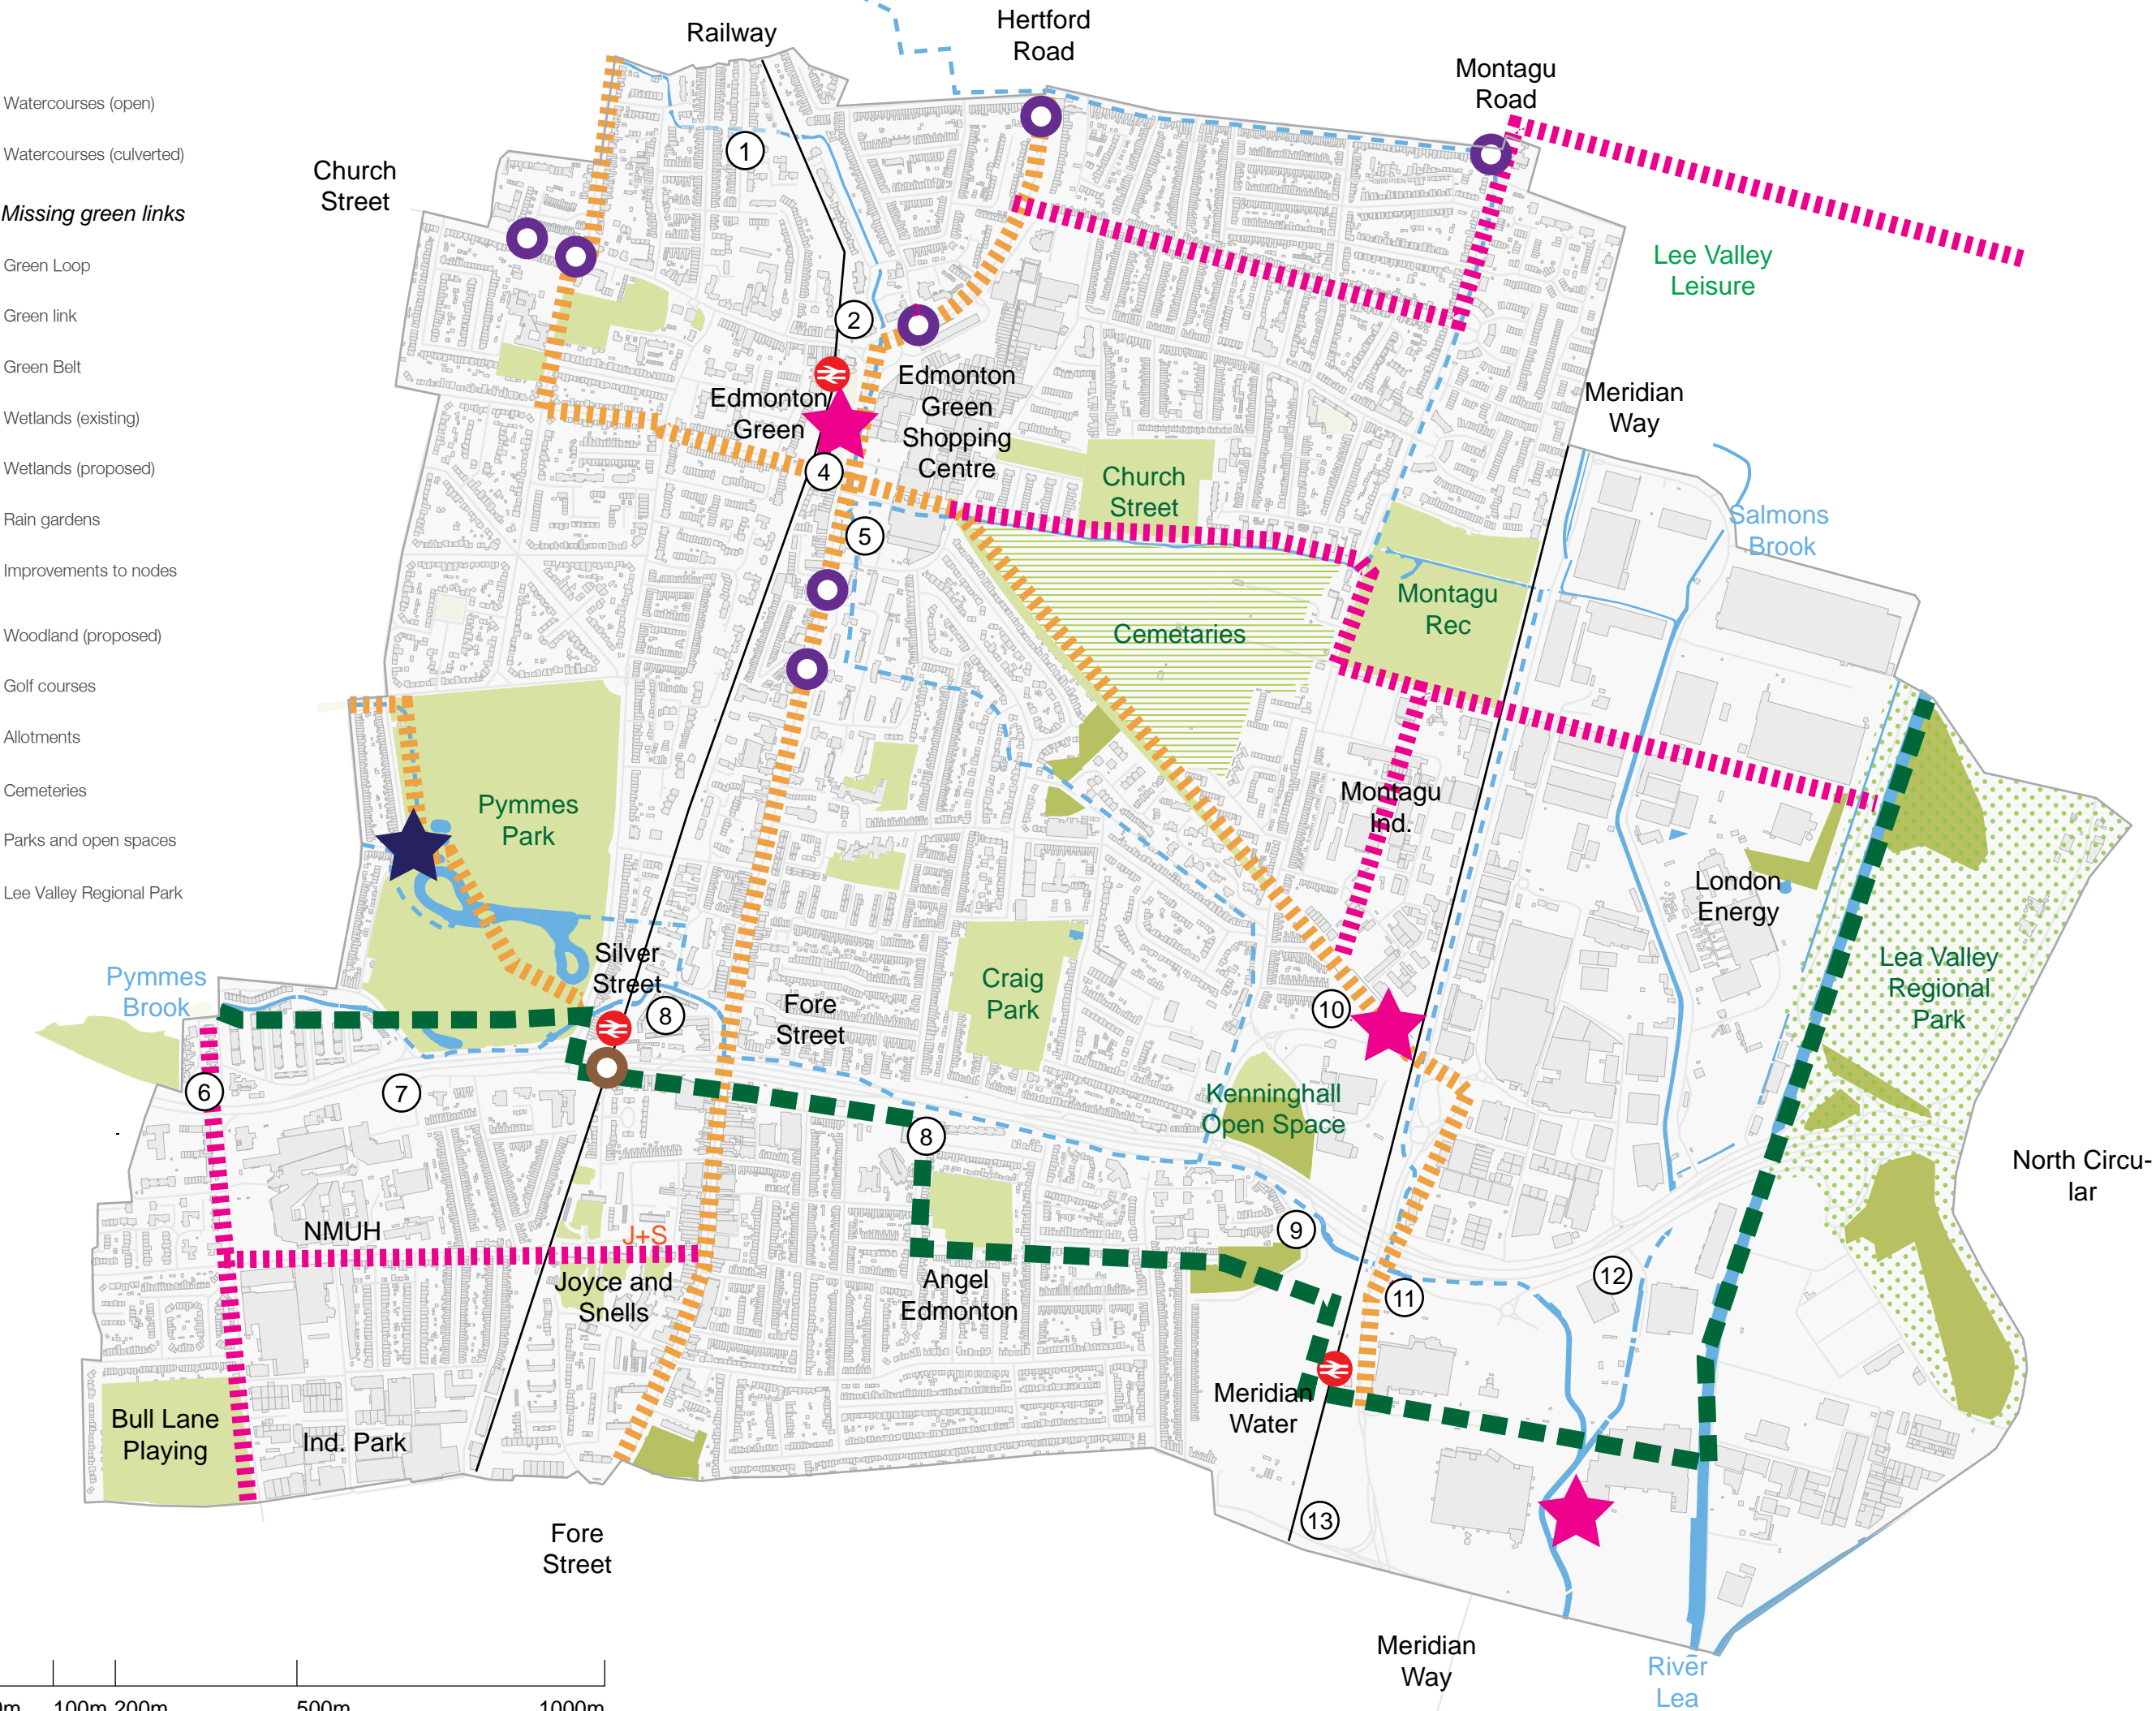 Watercourses (open)
Watercourses (culverted)
Missing green links
Green Loop
Green link
Green Belt
Wetlands (existing)
Wetlands (proposed)
Rain gardens
Improvements to nodes
Woodland (proposed)
Golf courses
Allotments
Cemeteries
Parks and open spaces
Lee Valley Regional Park
Railway
Hertford
Road
Montagu
Road
Church
Street
1
Lee Valley
Leisure
2
3
Edmonton
Green
Edmonton
Green
Shopping
Centre
Meridian
Way
4
Church
Street
5
Salmons
Brook
Montagu
Rec
Cemetaries
Pymmes
Park
Montagu
Ind.
London
Energy
Silver
Street
Pymmes
Brook
8
Fore
Street
Craig
Park
10
Lea Valley
Regional
Park
6
7
Kenninghall
Open Space
8
North Circu-
lar
NMUH
J+S
9
Joyce and
Snells
Angel
Edmonton
11
12
Bull Lane
Playing
Ind. Park
Meridian
Water
13
Fore
Street
Meridian
Way
River
Lea
0m
100m
200m
500m
1000m